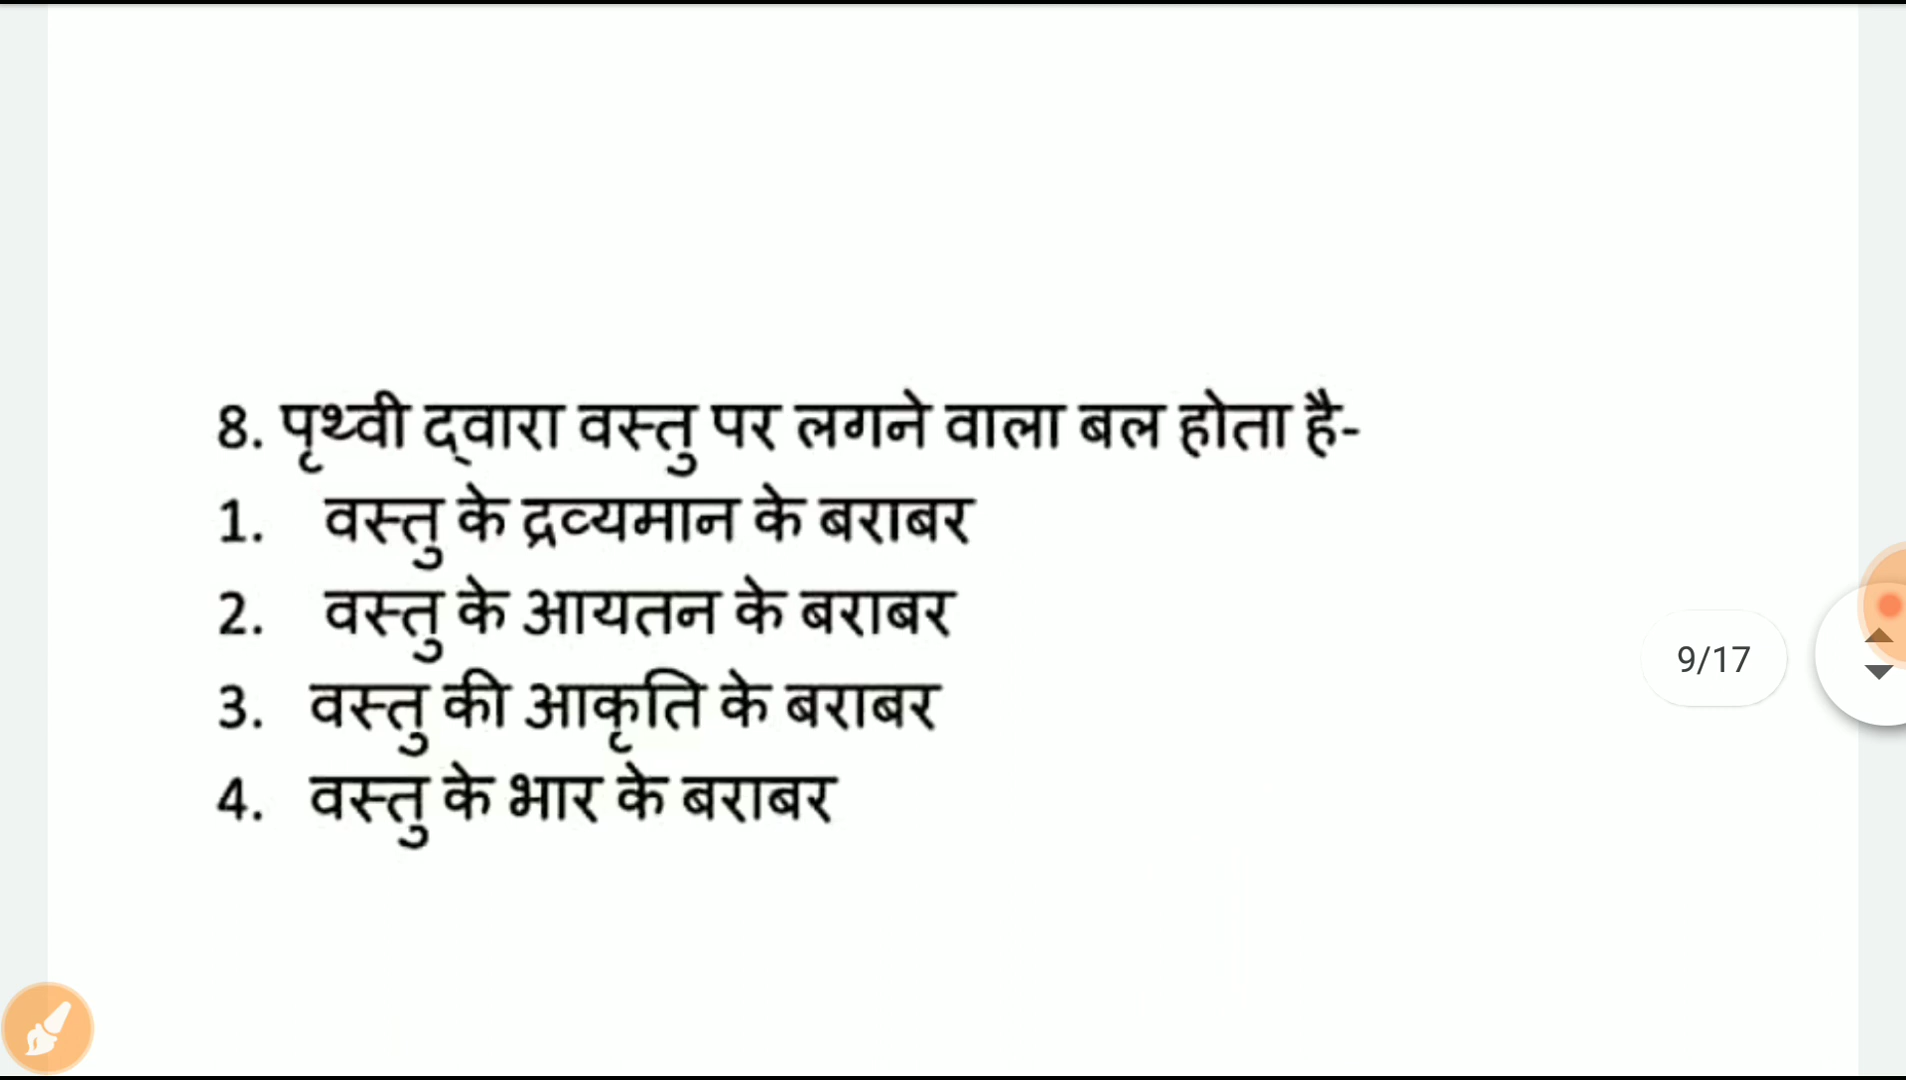 8. पृथ्वी द्वारा वस्तु पर लगने वाला बल होता है-
1. वस्तु के द्रव्यमान के बराबर
2. वस्तु के आयतन के बराबर
3. वस्तु की आकृति के बराबर
9/17
4. वस्तु के भार के बराबर